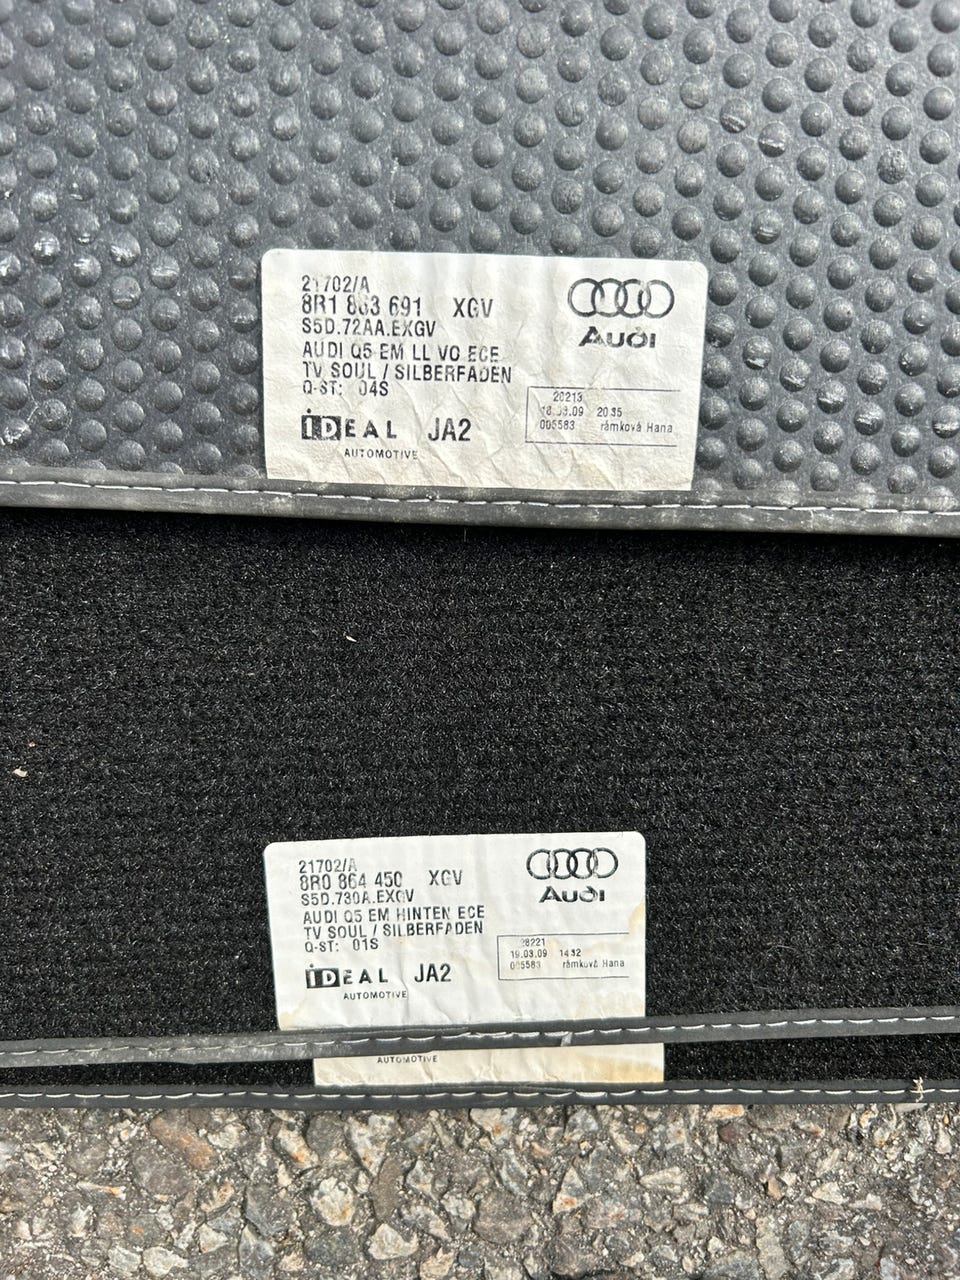 21702/A
8R1 863 691 XGV
S5D.72AA.EXGV
AUDI Q5 EM LL VO ECE
TV SOUL / SILBERFADEN
Q-ST: 04S
Audi
20213
18.03.09 20 35
005583 rámková Hana
iDEAL JA2
AUTOMOTIVE
21702/A
8R0 864 450 XGV
S5D.730A.EXGV
AUDI Q5 EM HINTEN ECE
TV SOUL / SILBERFADEN
Q-ST: 01S
Audi
28221
19.03.09 14 32
005583 rámková Hana
iDEAL JA2
AUTOMOTIVE
AUTOMOTIVE